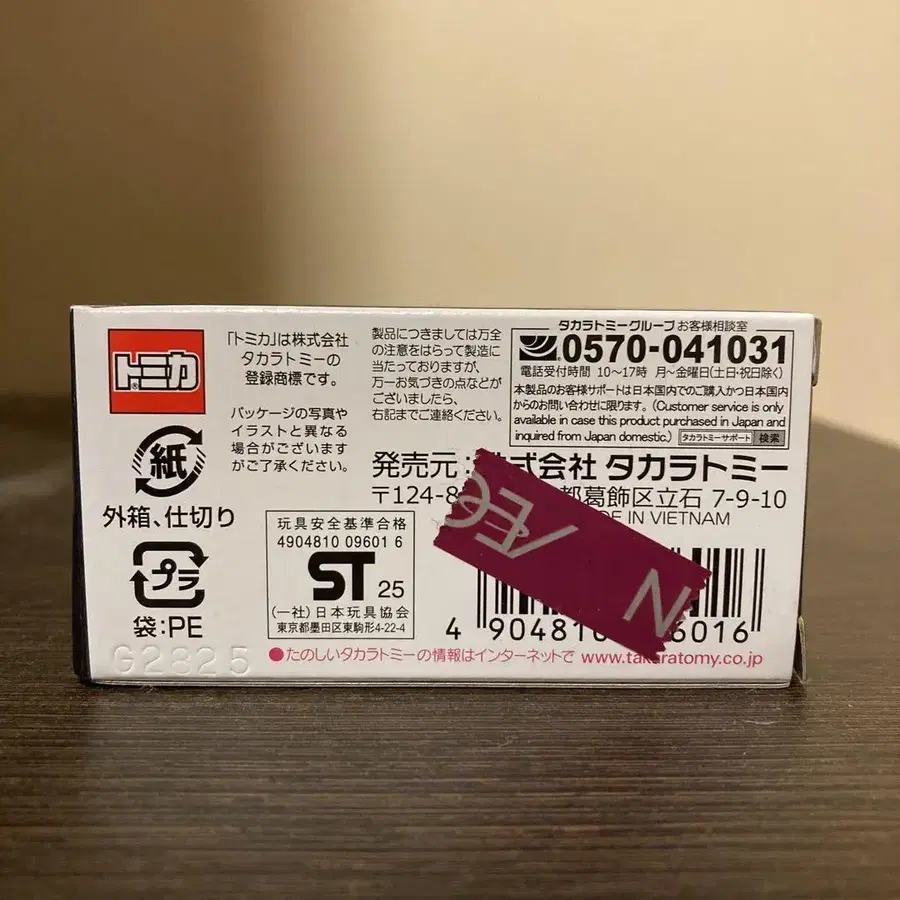 トミカ
®
「トミカ」は株式会社
タカラトミーの
登録商標です。
パッケージの写真や
イラストと異なる
場合がございます
がご了承ください。
製品につきましては万全
の注意をはらって製造に
当たっておりますが、
万一お気づきの点などが
ございましたら、
右記までご連絡ください。
タカラトミーグループ お客様相談室
0570-041031
電話受付時間 10〜17時 月〜金曜日(土日・祝日除く)
本製品のお客様サポートは日本国内でのご購入かつ日本国内
からのお問い合わせに限ります。(Customer service is only
available in case this product purchased in Japan and
inquired from Japan domestic.) タカラトミーサポート 検索
発売元:株式会社 タカラトミー
〒124-8 都葛飾区立石 7-9-10
IN VIETNAM
紙
外箱、仕切り
プラ
袋:PE
玩具安全基準合格
4904810 09601 6
ST 25
(一社)日本玩具協会
東京都墨田区東駒形4-22-4
4 904810 6016
N
G2825
●たのしいタカラトミーの情報はインターネットで www.takaratomy.co.jp